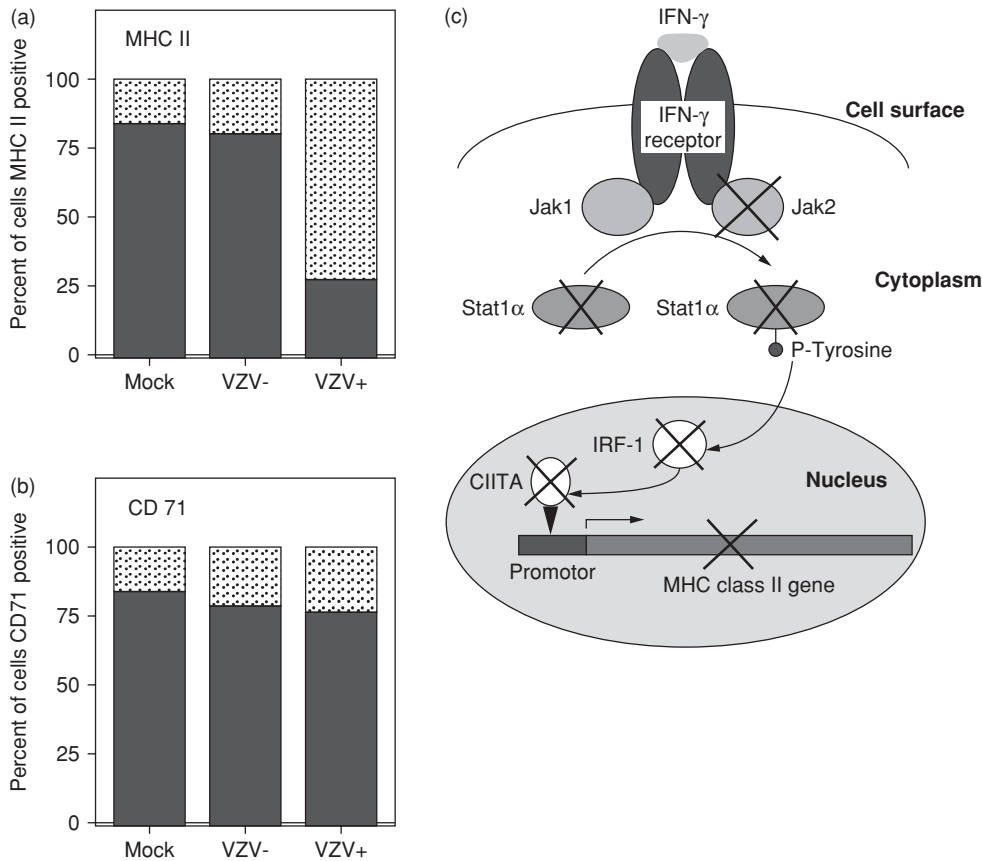 (a)
MHC II
Percent of cells MHC II positive
100
75
50
25
0
Mock VZV- VZV+
(b)
CD 71
Percent of cells CD71 positive
100
75
50
25
0
Mock VZV- VZV+
(c)
IFN-γ
Cell surface
IFN-γ
receptor
Jak1 Jak2
Cytoplasm
Stat1α Stat1α
P-Tyrosine
IRF-1
CIITA Nucleus
Promotor
MHC class II gene